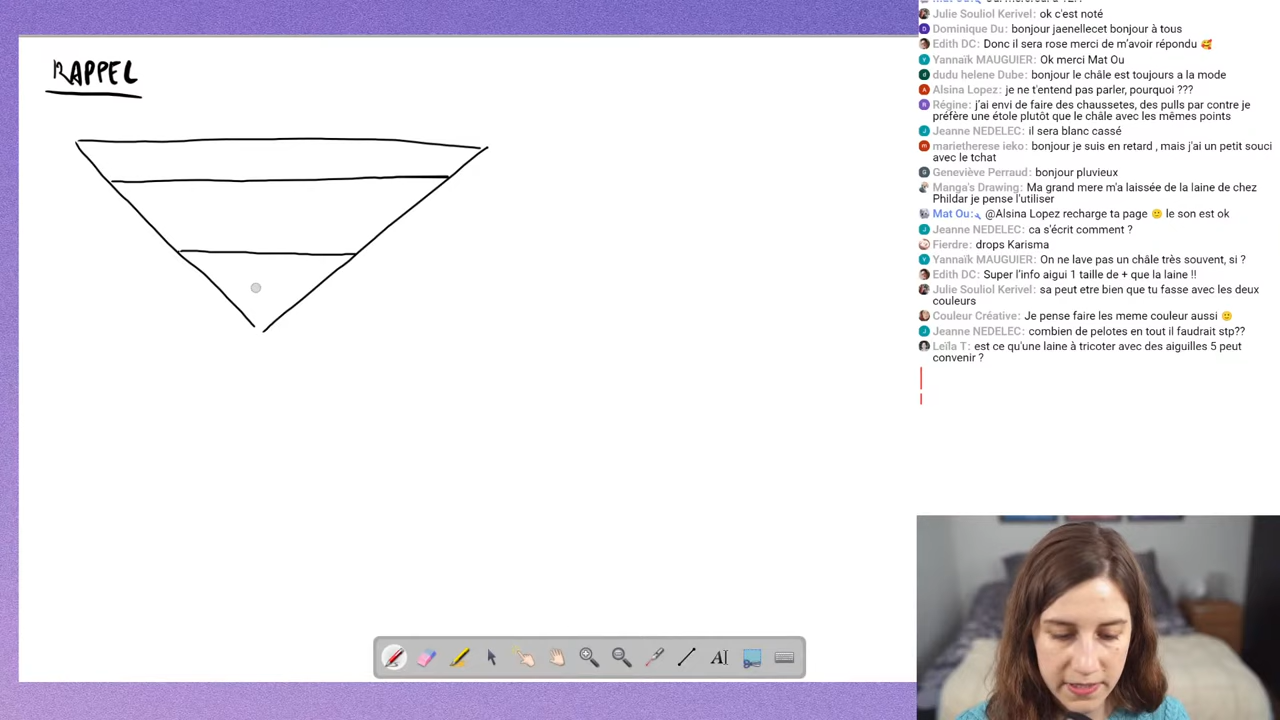 RAPPEL
Julie Souliol Kerivel: ok c'est noté
Dominique Du: bonjour jaenellecet bonjour à tous
Edith DC: Donc il sera rose merci de m'avoir répondu 🥰
Yannaïk MAUGUIER: Ok merci Mat Ou
dudu helene Dube: bonjour le châle est toujours a la mode
Alsina Lopez: je ne t'entend pas parler, pourquoi ???
Régine: j'ai envi de faire des chaussetes, des pulls par contre je
préfère une étole plutôt que le châle avec les mêmes points
Jeanne NEDELEC: il sera blanc cassé
marietherese ieko: bonjour je suis en retard , mais j'ai un petit souci
avec le tchat
Geneviève Perraud: bonjour pluvieux
Manga's Drawing: Ma grand mere m'a laissée de la laine de chez
Phildar je pense l'utiliser
Mat Ou: @Alsina Lopez recharge ta page 🙂 le son est ok
Jeanne NEDELEC: ca s'écrit comment ?
Fierdre: drops Karisma
Yannaïk MAUGUIER: On ne lave pas un châle très souvent, si ?
Edith DC: Super l'info aigui 1 taille de + que la laine !!
Julie Souliol Kerivel: sa peut etre bien que tu fasse avec les deux
couleurs
Couleur Créative: Je pense faire les meme couleur aussi 🙂
Jeanne NEDELEC: combien de pelotes en tout il faudrait stp??
Leïla T: est ce qu'une laine à tricoter avec des aiguilles 5 peut
convenir ?
AI